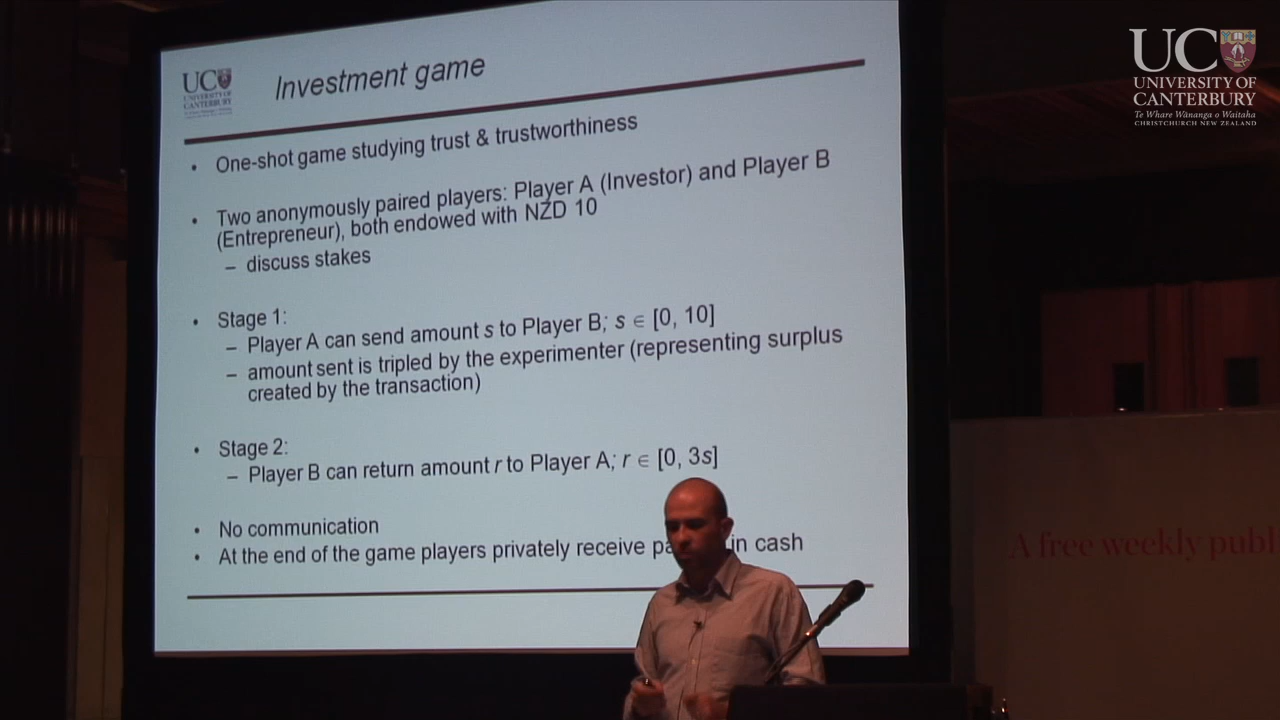 UC
UNIVERSITY OF
CANTERBURY
Te Whare Wānanga o Waitaha
CHRISTCHURCH NEW ZEALAND
UC
UNIVERSITY OF
CANTERBURY
Investment game
• One-shot game studying trust & trustworthiness
• Two anonymously paired players: Player A (Investor) and Player B
(Entrepreneur), both endowed with NZD 10
– discuss stakes
• Stage 1:
– Player A can send amount s to Player B; s ∈ [0, 10]
– amount sent is tripled by the experimenter (representing surplus
created by the transaction)
• Stage 2:
– Player B can return amount r to Player A; r ∈ [0, 3s]
• No communication
• At the end of the game players privately receive in cash
A free weekly